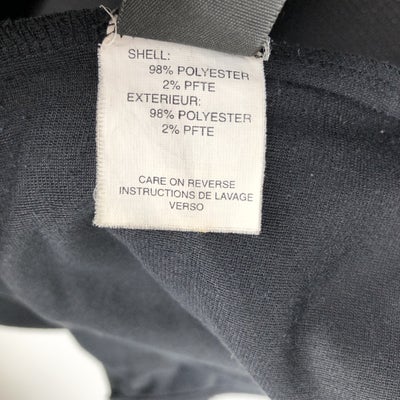 SHELL:
98% POLYESTER
2% PFTE
EXTERIEUR:
98% POLYESTER
2% PFTE
CARE ON REVERSE
INSTRUCTIONS DE LAVAGE
VERSO